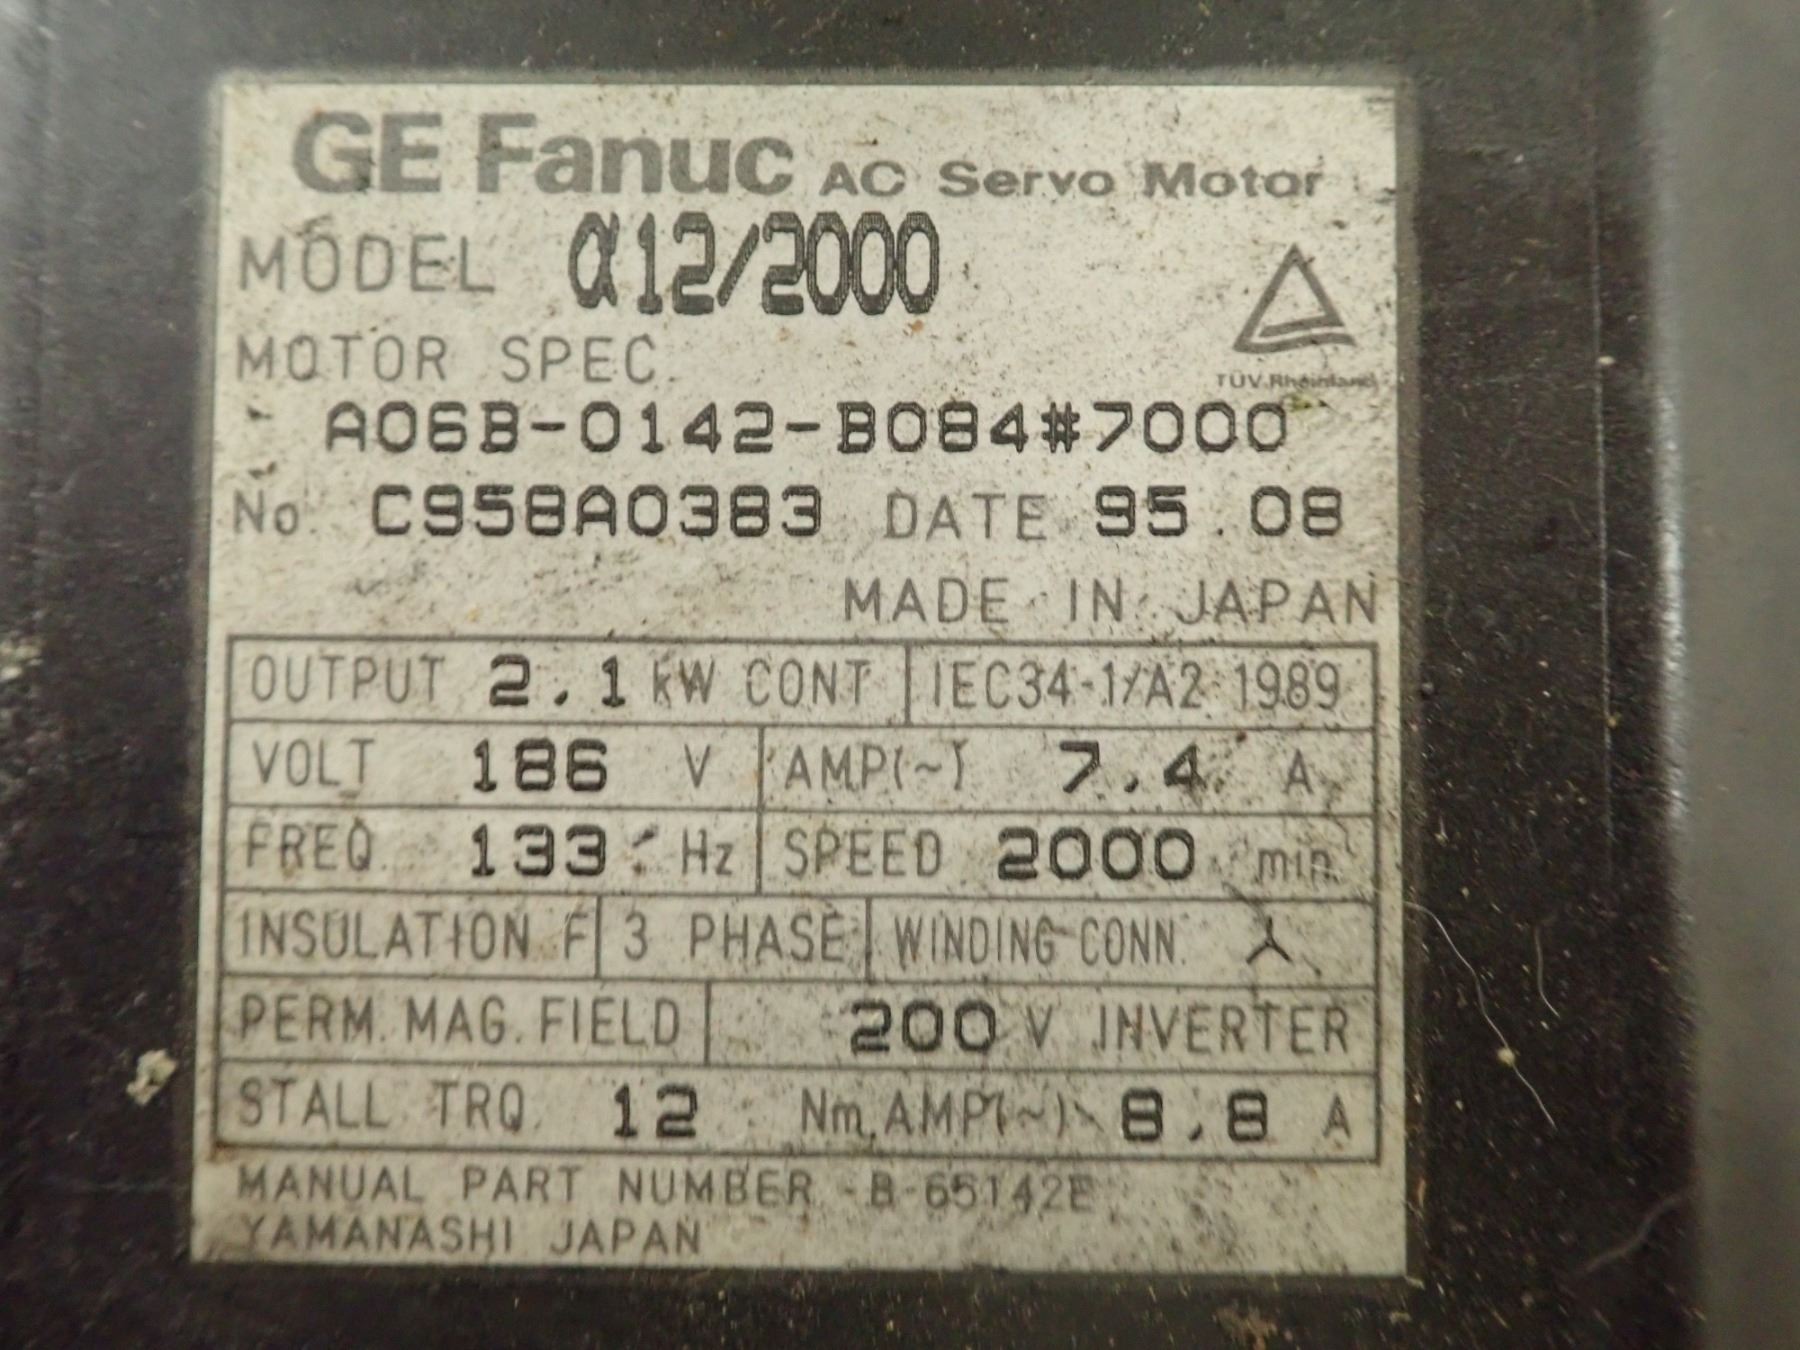 GE Fanuc AC Servo Motor
MODEL α12/2000
MOTOR SPEC.
TÜV Rheinland
A06B-0142-B084#7000
No. C958A0383 DATE 95.08
MADE IN JAPAN
OUTPUT 2.1 kW CONT IEC34-1/A2 1989
VOLT 186 V AMP(~) 7.4 A
FREQ. 133 Hz SPEED 2000 min
INSULATION F 3 PHASE WINDING CONN.
PERM. MAG. FIELD 200 V INVERTER
STALL TRQ. 12 Nm AMP(~) 8.8 A
MANUAL PART NUMBER B-65142E
YAMANASHI JAPAN